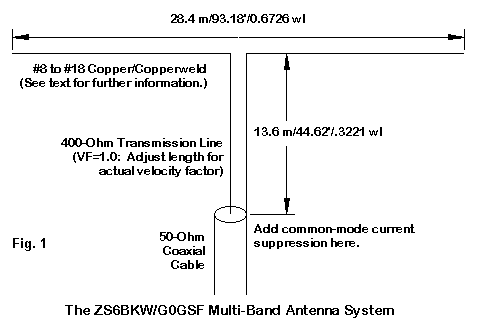 28.4 m/93.18'/0.6726 wl
#8 to #18 Copper/Copperweld
(See text for further information.)
13.6 m/44.62'/.3221 wl
400-Ohm Transmission Line
(VF=1.0: Adjust length for
actual velocity factor)
50-Ohm
Coaxial
Cable
Add common-mode current
suppression here.
Fig. 1
The ZS6BKW/G0GSF Multi-Band Antenna System